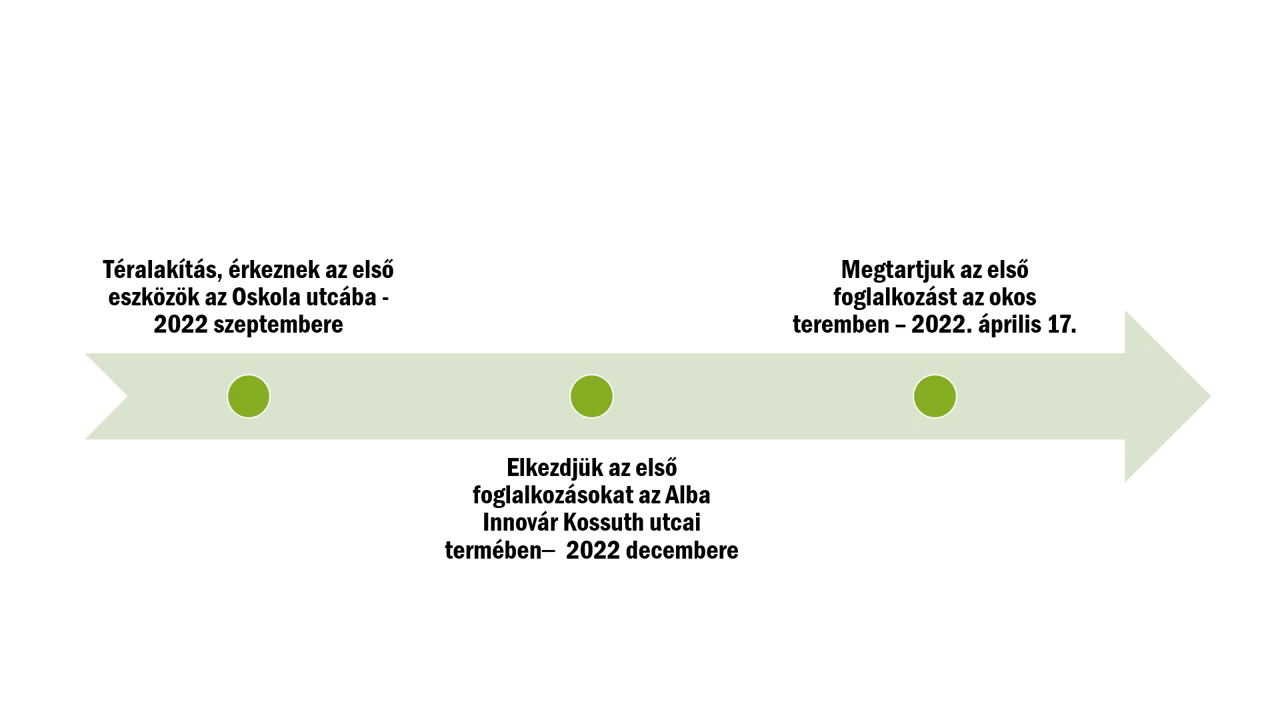 Téralakítás, érkeznek az első
eszközök az Oskola utcába -
2022 szeptembere
Elkezdjük az első
foglalkozásokat az Alba
Innovár Kossuth utcai
termében–  2022 decembere
Megtartjuk az első
foglalkozást az okos
teremben – 2022. április 17.